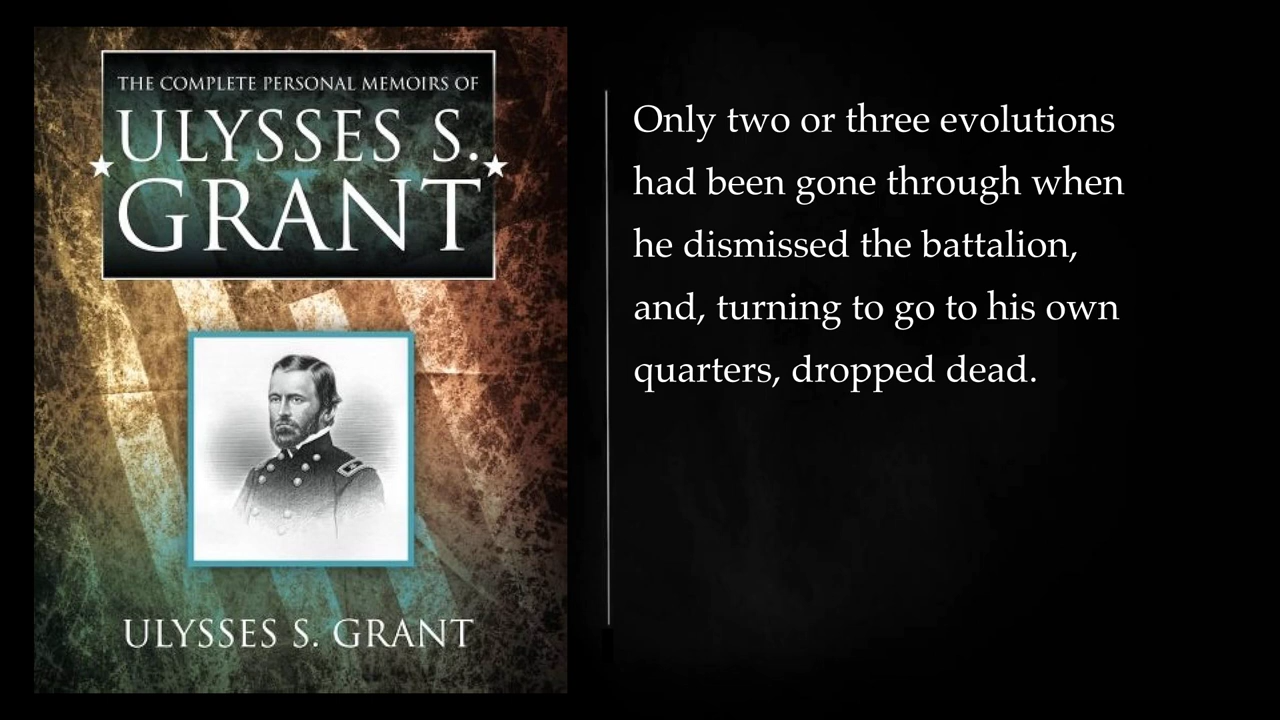 THE COMPLETE PERSONAL MEMOIRS OF
ULYSSES S.
GRANT
ULYSSES S. GRANT
Only two or three evolutions
had been gone through when
he dismissed the battalion,
and, turning to go to his own
quarters, dropped dead.